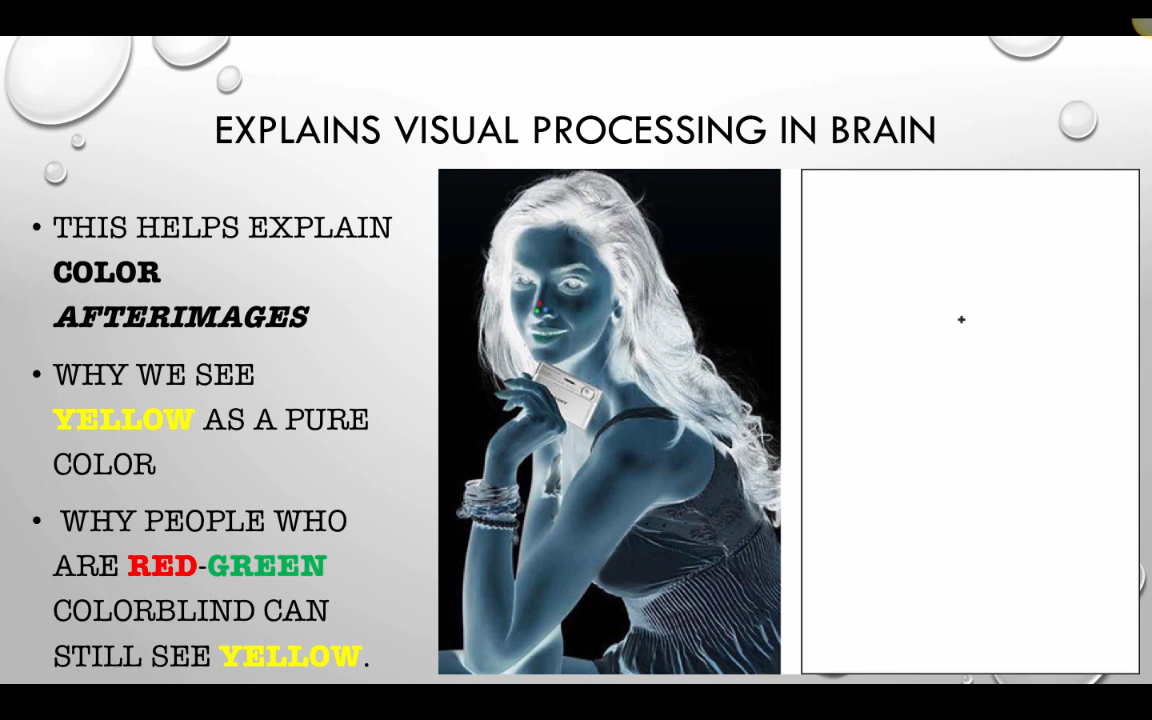 EXPLAINS VISUAL PROCESSING IN BRAIN
• THIS HELPS EXPLAIN
COLOR
AFTERIMAGES
• WHY WE SEE
YELLOW AS A PURE
COLOR
• WHY PEOPLE WHO
ARE RED-GREEN
COLORBLIND CAN
STILL SEE YELLOW.